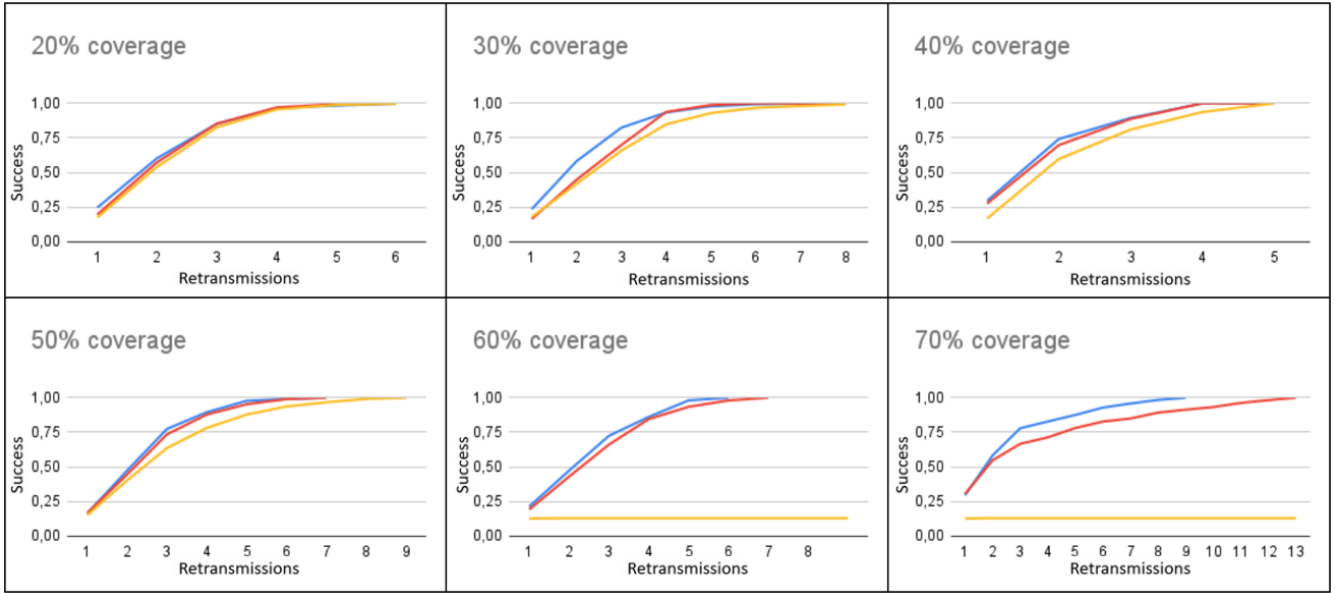 20% coverage
1,00
0,75
0,50
0,25
0,00
Success
1 2 3 4 5 6
Retransmissions
30% coverage
1,00
0,75
0,50
0,25
0,00
Success
1 2 3 4 5 6 7 8
Retransmissions
40% coverage
1,00
0,75
0,50
0,25
0,00
Success
1 2 3 4 5
Retransmissions
50% coverage
1,00
0,75
0,50
0,25
0,00
Success
1 2 3 4 5 6 7 8 9
Retransmissions
60% coverage
1,00
0,75
0,50
0,25
0,00
Success
1 2 3 4 5 6 7 8
Retransmissions
70% coverage
1,00
0,75
0,50
0,25
0,00
Success
1 2 3 4 5 6 7 8 9 10 11 12 13
Retransmissions